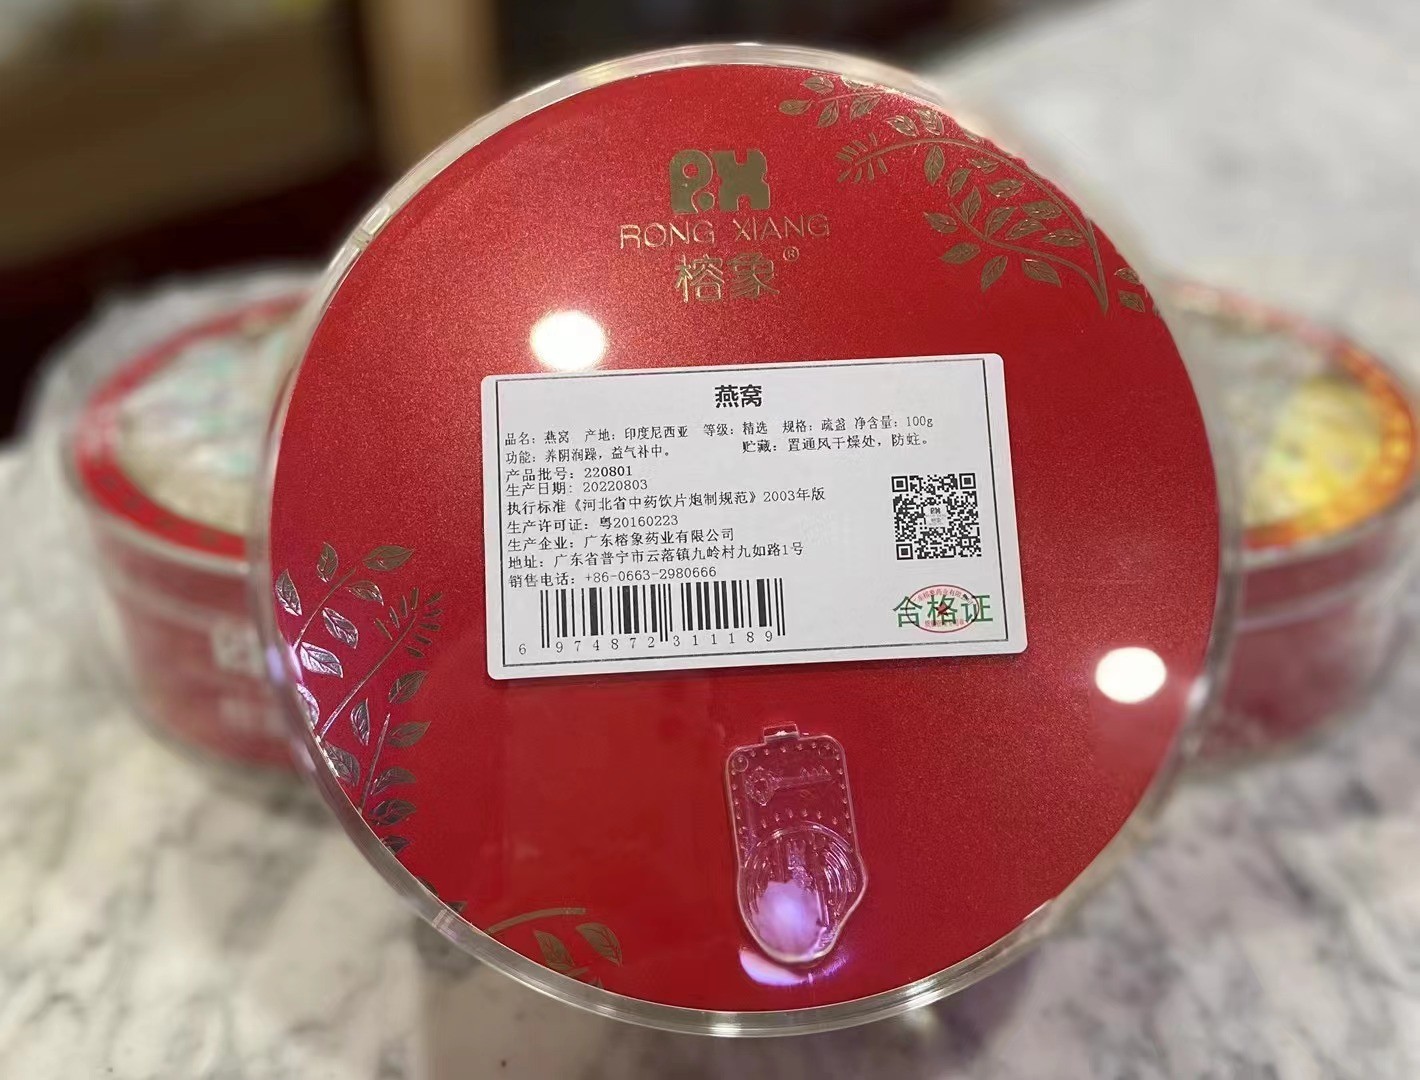 RX
RONG XIANG
榕象®
燕窝
品名：燕窝 产地：印度尼西亚 等级：精选 规格：疏盏 净含量：100g
功能：养阴润躁，益气补中。 贮藏：置通风干燥处，防蛀。
产品批号：220801
生产日期：20220803
执行标准《河北省中药饮片炮制规范》2003年版
生产许可证：粤20160223
生产企业：广东榕象药业有限公司
地址：广东省普宁市云落镇九岭村九如路1号
销售电话：+86-0663-2980666
6 974872 311189
合格证